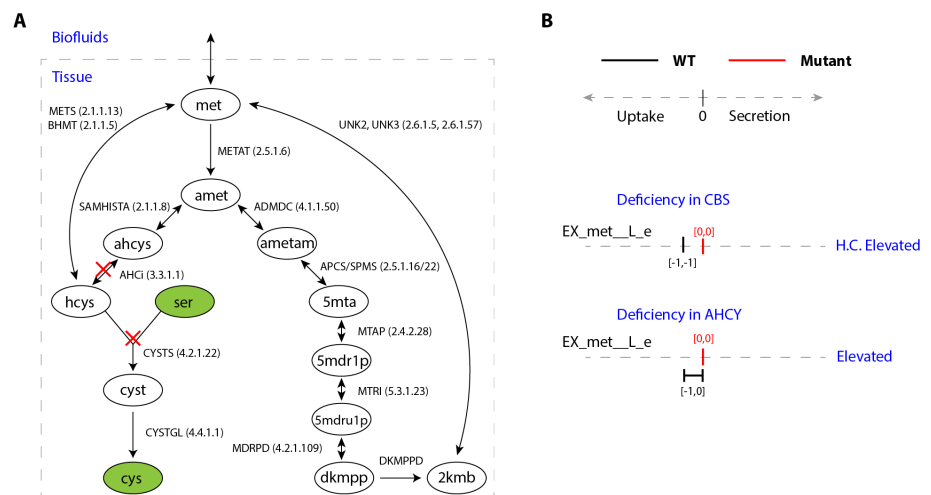 A
Biofluids
Tissue
met
METS (2.1.1.13)
BHMT (2.1.1.5)
UNK2, UNK3 (2.6.1.5, 2.6.1.57)
METAT (2.5.1.6)
amet
SAMHISTA (2.1.1.8)
ADMDC (4.1.1.50)
ahcys
ametam
AHCi (3.3.1.1)
APCS/SPMS (2.5.1.16/22)
hcys
ser
5mta
MTAP (2.4.2.28)
CYSTS (4.2.1.22)
5mdr1p
cyst
MTRI (5.3.1.23)
5mdru1p
CYSTGL (4.4.1.1)
MDRPD (4.2.1.109)
DKMPPD
cys
dkmpp
2kmb
B
WT
Mutant
Uptake
0
Secretion
Deficiency in CBS
EX_met__L_e
[0,0]
H.C. Elevated
[-1,-1]
Deficiency in AHCY
EX_met__L_e
[0,0]
Elevated
[-1,0]